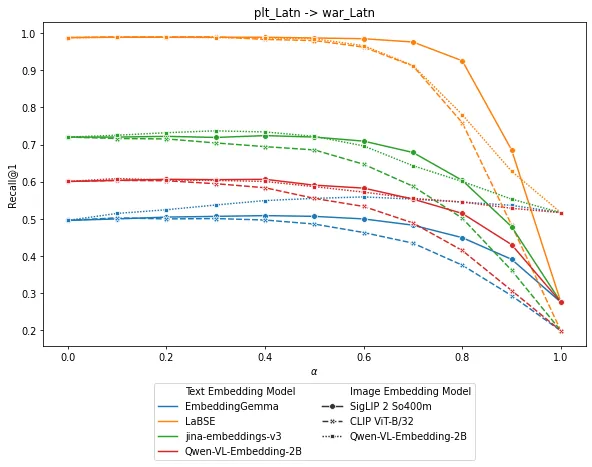 plt_Latn -> war_Latn
Recall@1
1.0
0.9
0.8
0.7
0.6
0.5
0.4
0.3
0.2
0.0 0.2 0.4 0.6 0.8 1.0
α
Text Embedding Model Image Embedding Model
EmbeddingGemma SigLIP 2 So400m
LaBSE CLIP ViT-B/32
jina-embeddings-v3 Qwen-VL-Embedding-2B
Qwen-VL-Embedding-2B